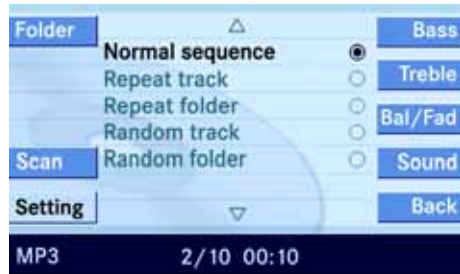 Folder
Normal sequence
Repeat track
Repeat folder
Random track
Random folder
Scan
Setting
Bass
Treble
Bal/Fad
Sound
Back
MP3 2/10 00:10